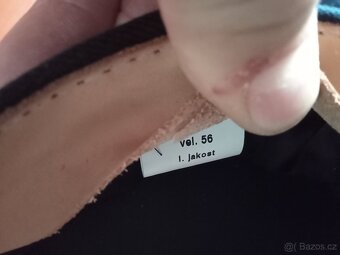 vel. 56
I. jakost
Bazos.cz